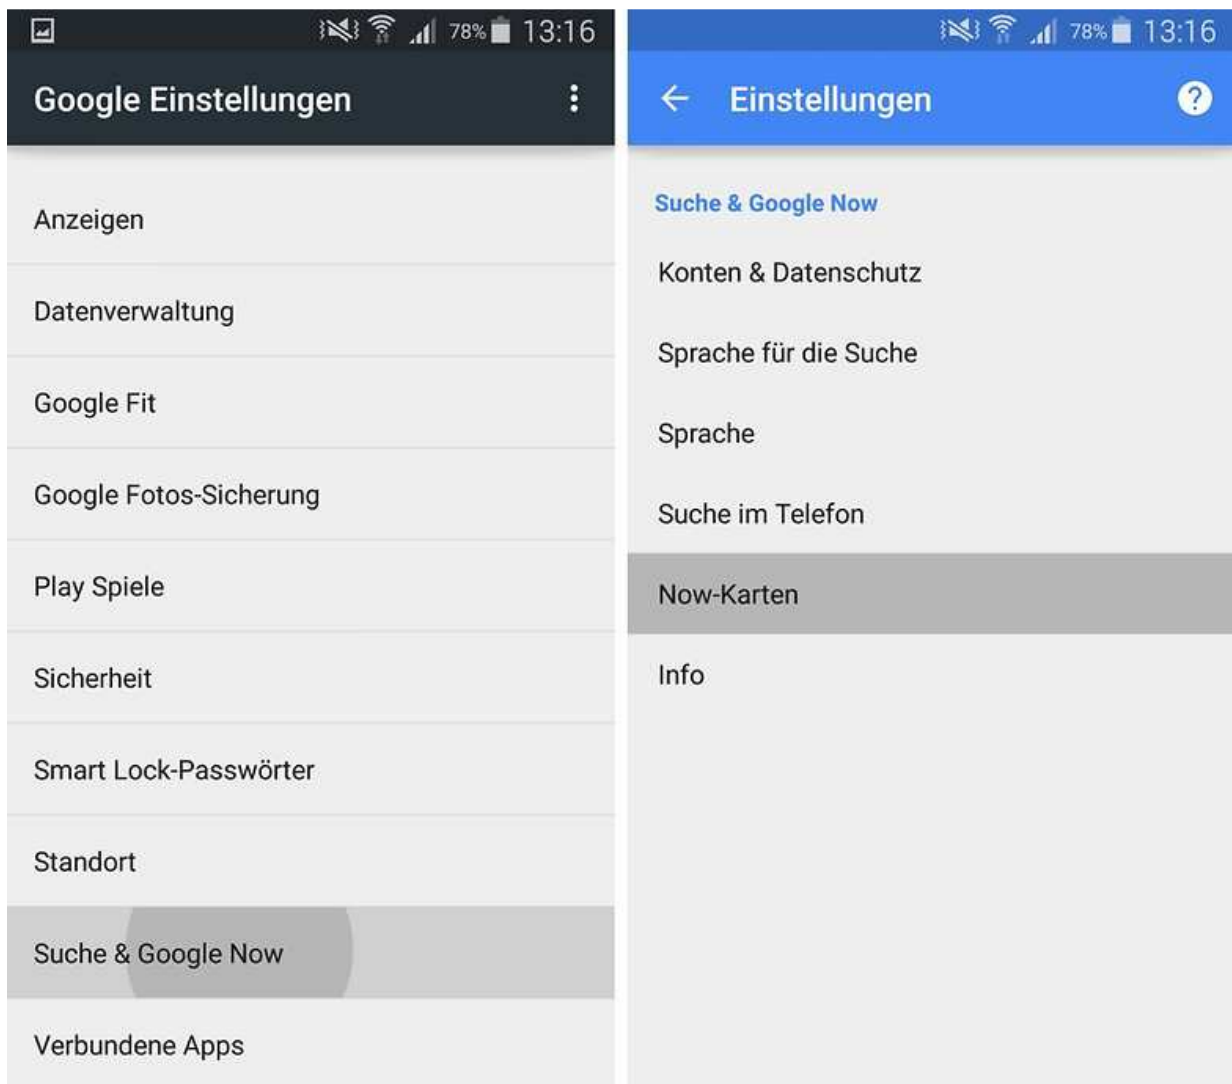 78% 13:16
Google Einstellungen
Anzeigen
Datenverwaltung
Google Fit
Google Fotos-Sicherung
Play Spiele
Sicherheit
Smart Lock-Passwörter
Standort
Suche & Google Now
Verbundene Apps
78% 13:16
Einstellungen ?
Suche & Google Now
Konten & Datenschutz
Sprache für die Suche
Sprache
Suche im Telefon
Now-Karten
Info